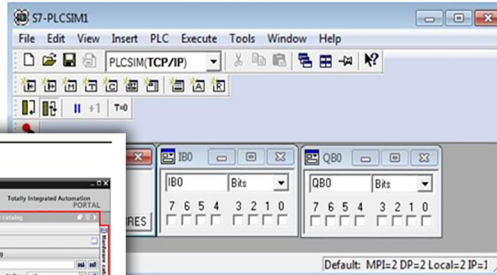 S7-PLCSIM1
File Edit View Insert PLC Execute Tools Window Help
PLCSIM(TCP/IP)
+1 T=0
IB0
QB0
IB0 Bits
QB0 Bits
7 6 5 4 3 2 1 0
7 6 5 4 3 2 1 0
RES
Totally Integrated Automation
PORTAL
catalog
Hardware cat
Default: MPI=2 DP=2 Local=2 IP=1